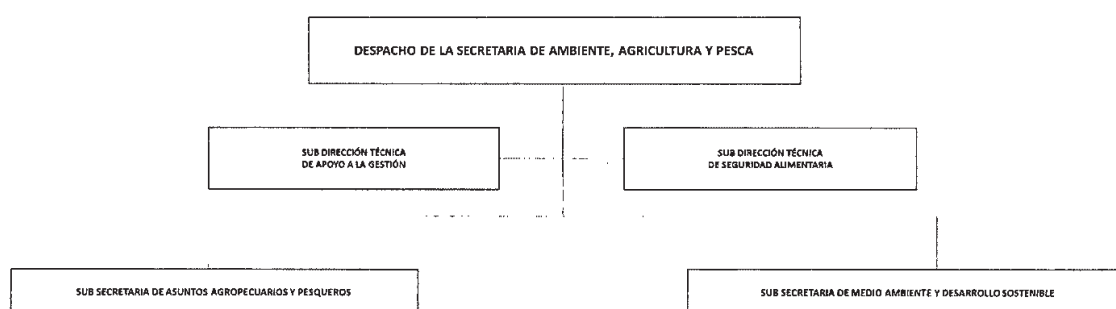 DESPACHO DE LA SECRETARIA DE AMBIENTE, AGRICULTURA Y PESCA
SUB DIRECCIÓN TÉCNICA
DE APOYO A LA GESTIÓN
SUB DIRECCIÓN TÉCNICA
DE SEGURIDAD ALIMENTARIA
SUB SECRETARIA DE ASUNTOS AGROPECUARIOS Y PESQUEROS
SUB SECRETARIA DE MEDIO AMBIENTE Y DESARROLLO SOSTENIBLE